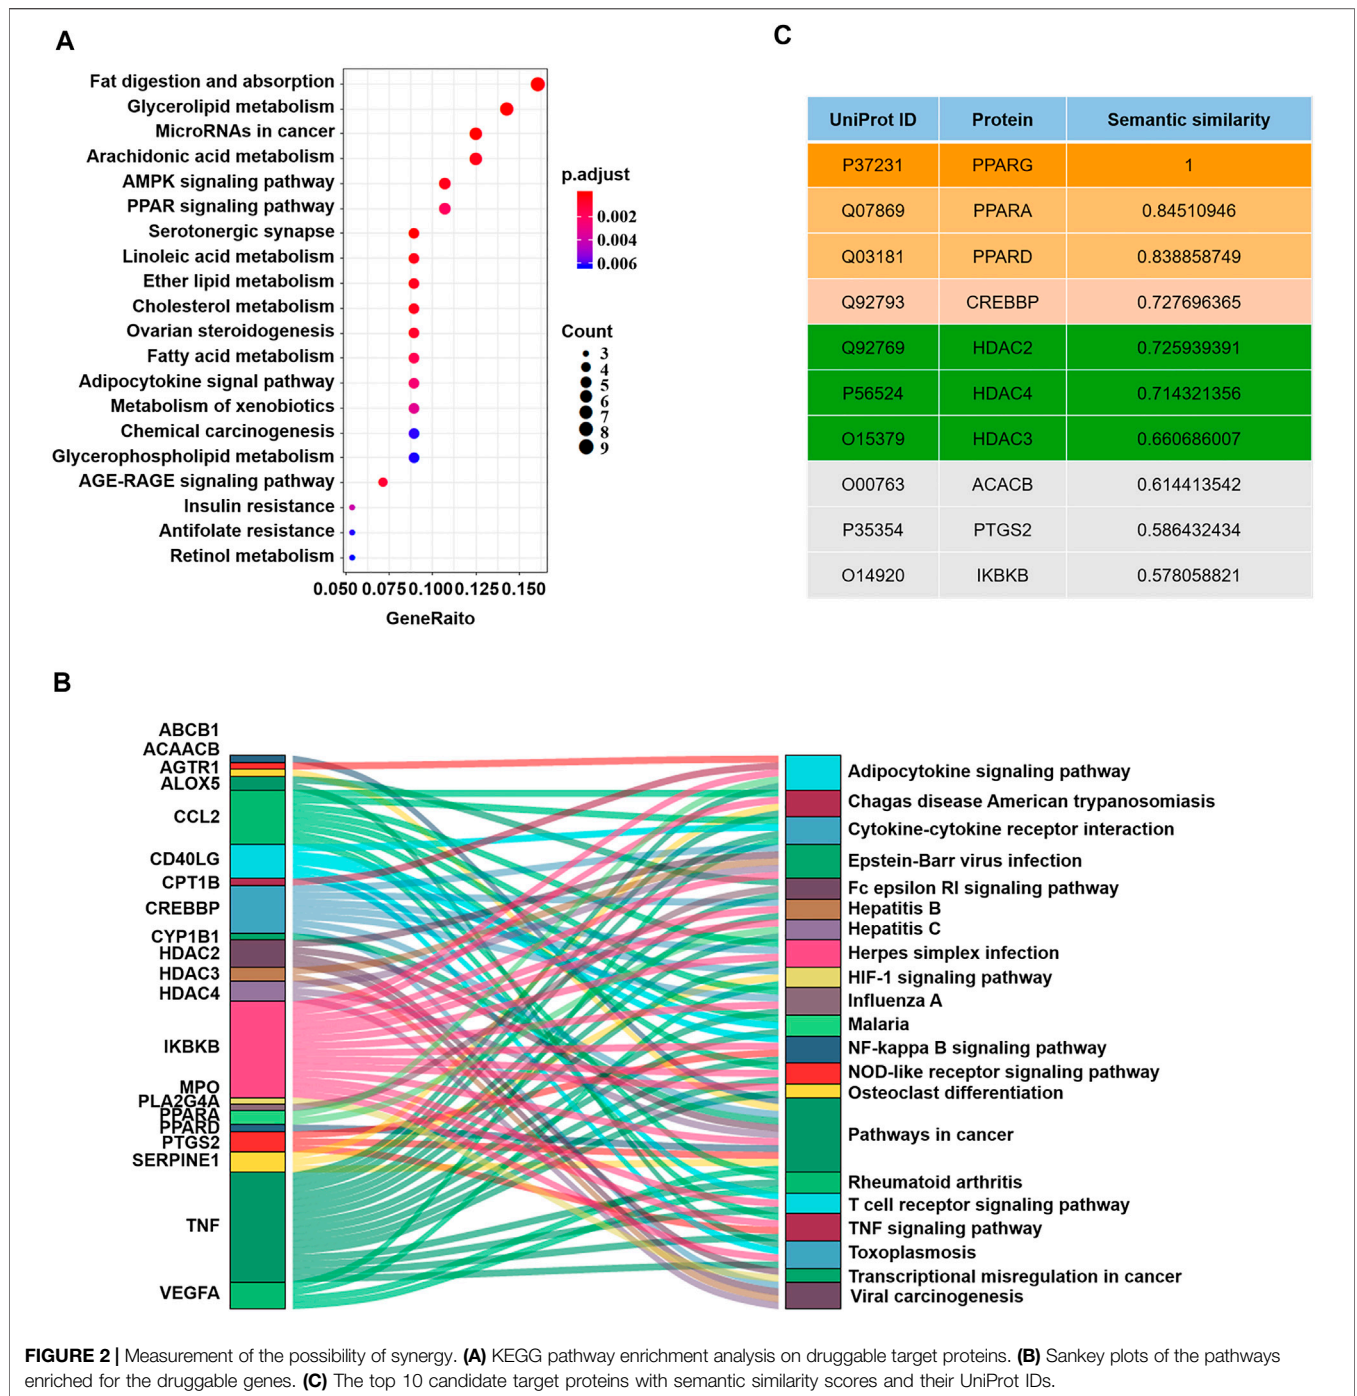 A
Fat digestion and absorption
Glycerolipid metabolism
MicroRNAs in cancer
Arachidonic acid metabolism
AMPK signaling pathway
PPAR signaling pathway
Serotonergic synapse
Linoleic acid metabolism
Ether lipid metabolism
Cholesterol metabolism
Ovarian steroidogenesis
Fatty acid metabolism
Adipocytokine signal pathway
Metabolism of xenobiotics
Chemical carcinogenesis
Glycerophospholipid metabolism
AGE-RAGE signaling pathway
Insulin resistance
Antifolate resistance
Retinol metabolism
0.050 0.075 0.100 0.125 0.150
GeneRaito
p.adjust
0.002
0.004
0.006
Count
3
4
5
6
7
8
9
C
UniProt ID Protein Semantic similarity
P37231 PPARG 1
Q07869 PPARA 0.84510946
Q03181 PPARD 0.838858749
Q92793 CREBBP 0.727696365
Q92769 HDAC2 0.725939391
P56524 HDAC4 0.714321356
O15379 HDAC3 0.660686007
O00763 ACACB 0.614413542
P35354 PTGS2 0.586432434
O14920 IKBKB 0.578058821
B
ABCB1
ACAACB
AGTR1
ALOX5
CCL2
CD40LG
CPT1B
CREBBP
CYP1B1
HDAC2
HDAC3
HDAC4
IKBKB
MPO
PLA2G4A
PPARA
PPARD
PTGS2
SERPINE1
TNF
VEGFA
Adipocytokine signaling pathway
Chagas disease American trypanosomiasis
Cytokine-cytokine receptor interaction
Epstein-Barr virus infection
Fc epsilon RI signaling pathway
Hepatitis B
Hepatitis C
Herpes simplex infection
HIF-1 signaling pathway
Influenza A
Malaria
NF-kappa B signaling pathway
NOD-like receptor signaling pathway
Osteoclast differentiation
Pathways in cancer
Rheumatoid arthritis
T cell receptor signaling pathway
TNF signaling pathway
Toxoplasmosis
Transcriptional misregulation in cancer
Viral carcinogenesis
FIGURE 2 | Measurement of the possibility of synergy. (A) KEGG pathway enrichment analysis on druggable target proteins. (B) Sankey plots of the pathways
enriched for the druggable genes. (C) The top 10 candidate target proteins with semantic similarity scores and their UniProt IDs.